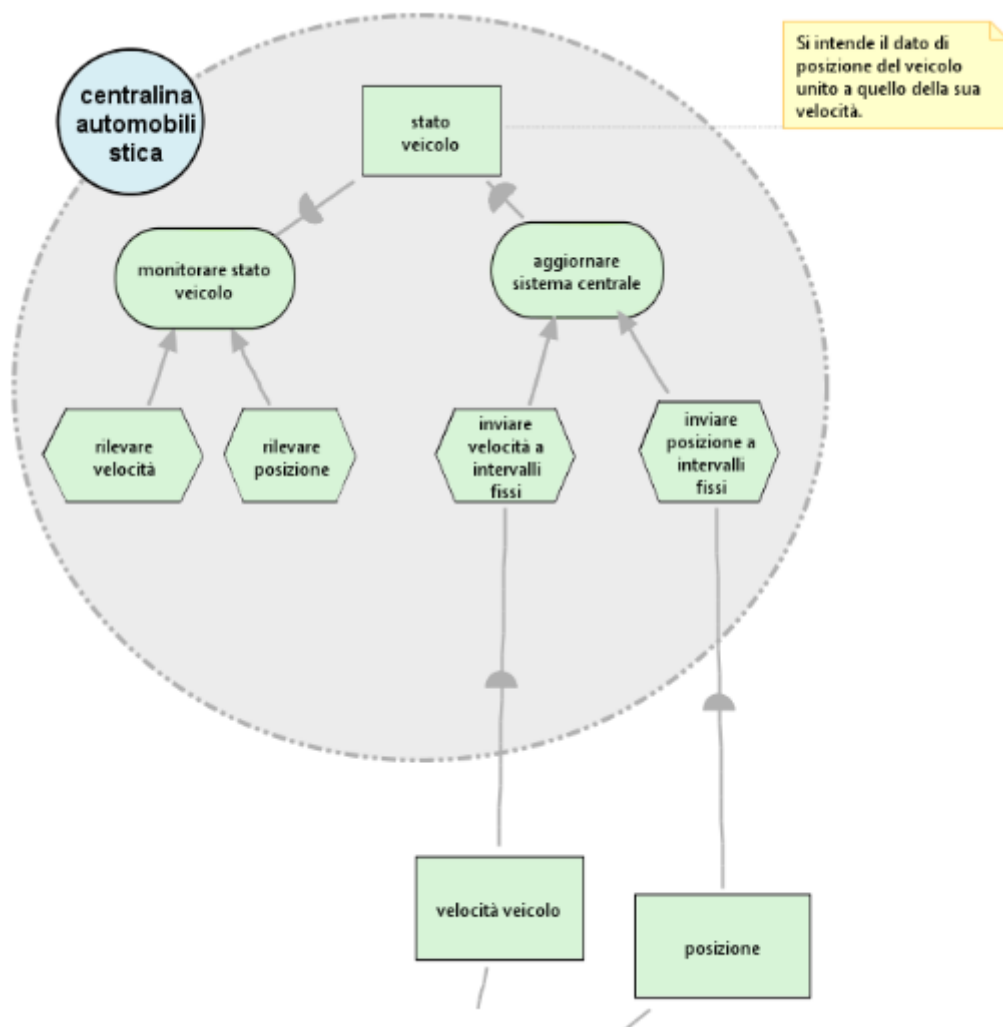 Si intende il dato di
posizione del veicolo
unito a quello della sua
velocità.
centralina
automobili
stica
stato
veicolo
monitorare stato
veicolo
aggiornare
sistema centrale
rilevare
velocità
rilevare
posizione
inviare
velocità a
intervalli
fissi
inviare
posizione a
intervalli
fissi
velocità veicolo
posizione